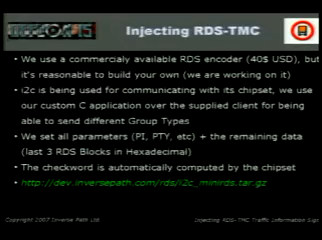 DEFCON 15
Injecting RDS-TMC
• We use a commercialy available RDS encoder (40$ USD), but
it's reasonable to build your own (we are working on it)
• i2c is being used for communicating with its chipset, we use
our custom C application over the supplied client for being
able to send different Group Types
• We set all parameters (PI, PTY, etc) + the remaining data
(last 3 RDS Blocks in Hexadecimal)
• The checkword is automatically computed by the chipset
• http://dev.inversepath.com/rds/i2c_minirds.tar.gz
Copyright 2007 Inverse Path Ltd
Injecting RDS-TMC Traffic Information Sign